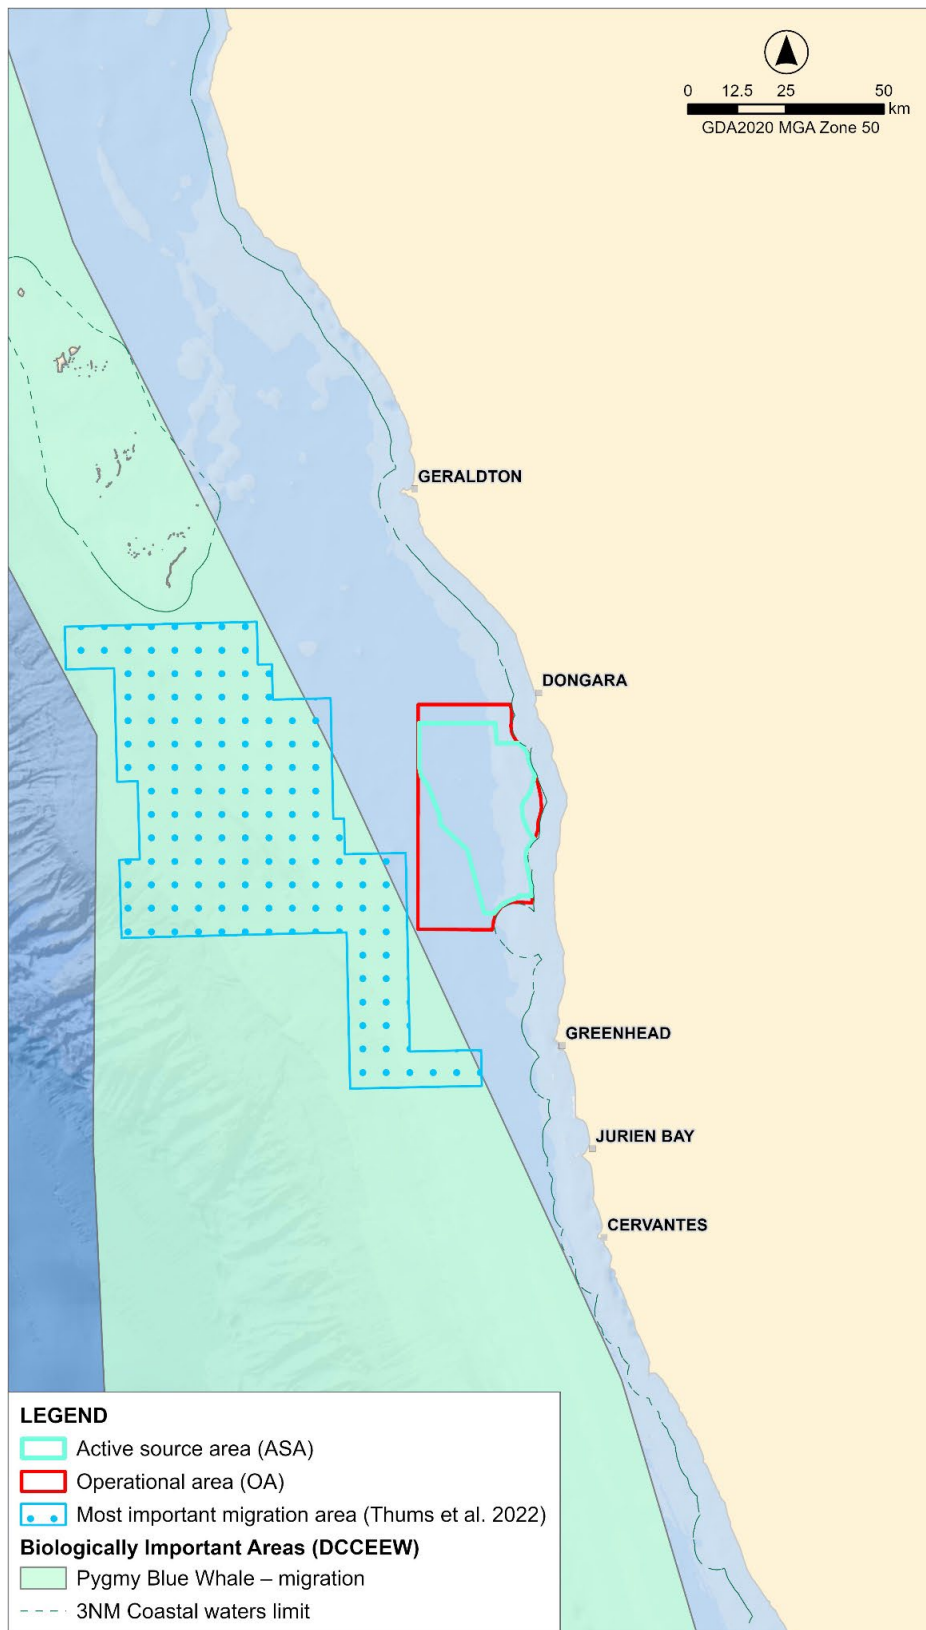 0 12.5 25 50
km
GDA2020 MGA Zone 50
GERALDTON
DONGARA
GREENHEAD
JURIEN BAY
CERVANTES
LEGEND
Active source area (ASA)
Operational area (OA)
Most important migration area (Thums et al. 2022)
Biologically Important Areas (DCCEEW)
Pygmy Blue Whale – migration
3NM Coastal waters limit